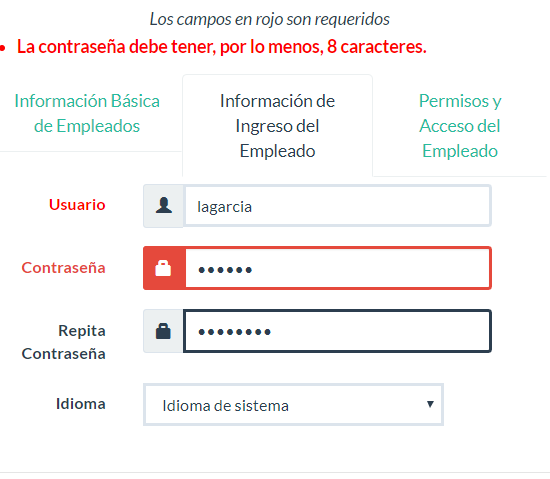 Los campos en rojo son requeridos
La contraseña debe tener, por lo menos, 8 caracteres.
Información Básica
de Empleados
Información de
Ingreso del
Empleado
Permisos y
Acceso del
Empleado
Usuario
lagarcia
Contraseña
••••••
Repita
Contraseña
••••••••
Idioma
Idioma de sistema